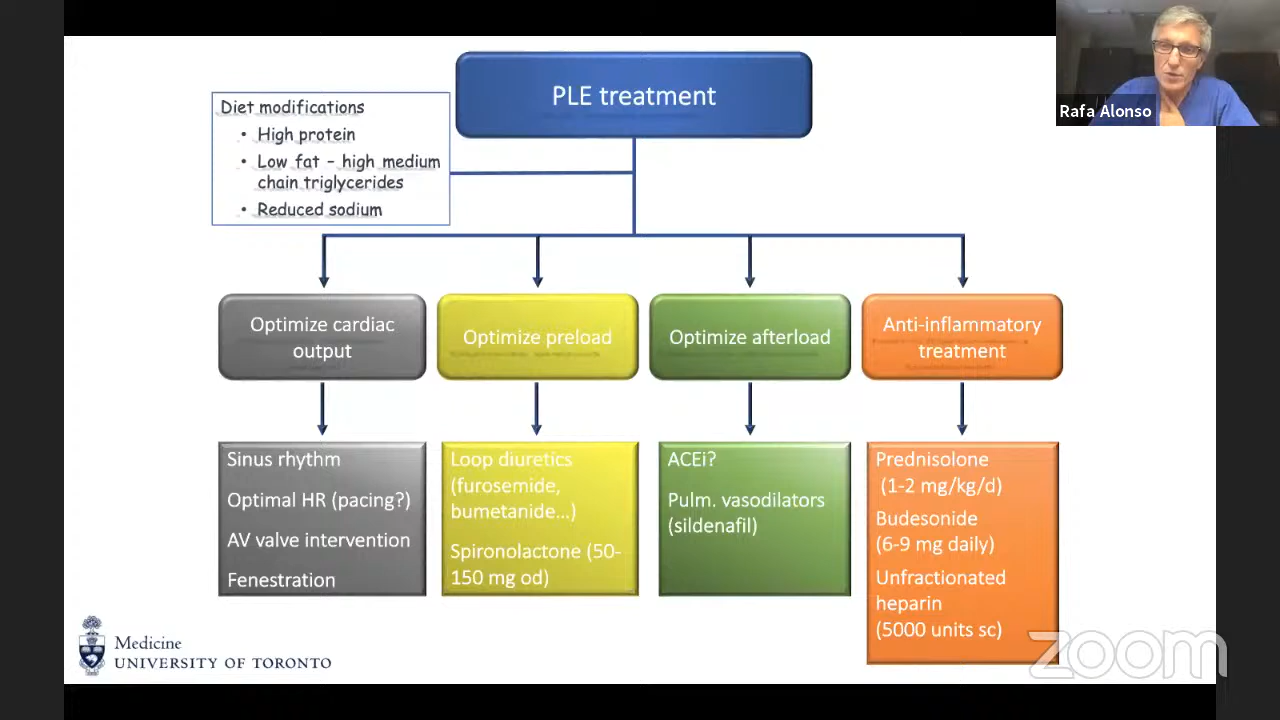 PLE treatment
Rafa Alonso
Diet modifications
• High protein
• Low fat – high medium
chain triglycerides
• Reduced sodium
Optimize cardiac
output
Optimize preload
Optimize afterload
Anti-inflammatory
treatment
Sinus rhythm
Optimal HR (pacing?)
AV valve intervention
Fenestration
Loop diuretics
(furosemide,
bumetanide...)
Spironolactone (50-
150 mg od)
ACEi?
Pulm. vasodilators
(sildenafil)
Prednisolone
(1-2 mg/kg/d)
Budesonide
(6-9 mg daily)
Unfractionated
heparin
(5000 units sc)
Medicine
UNIVERSITY OF TORONTO
zoom